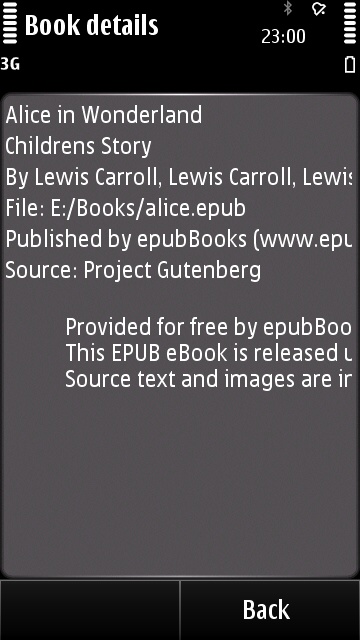 Book details
23:00
3G
Alice in Wonderland
Childrens Story
By Lewis Carroll, Lewis Carroll, Lewis
File: E:/Books/alice.epub
Published by epubBooks (www.epu
Source: Project Gutenberg
Provided for free by epubBoo
This EPUB eBook is released u
Source text and images are in
Back